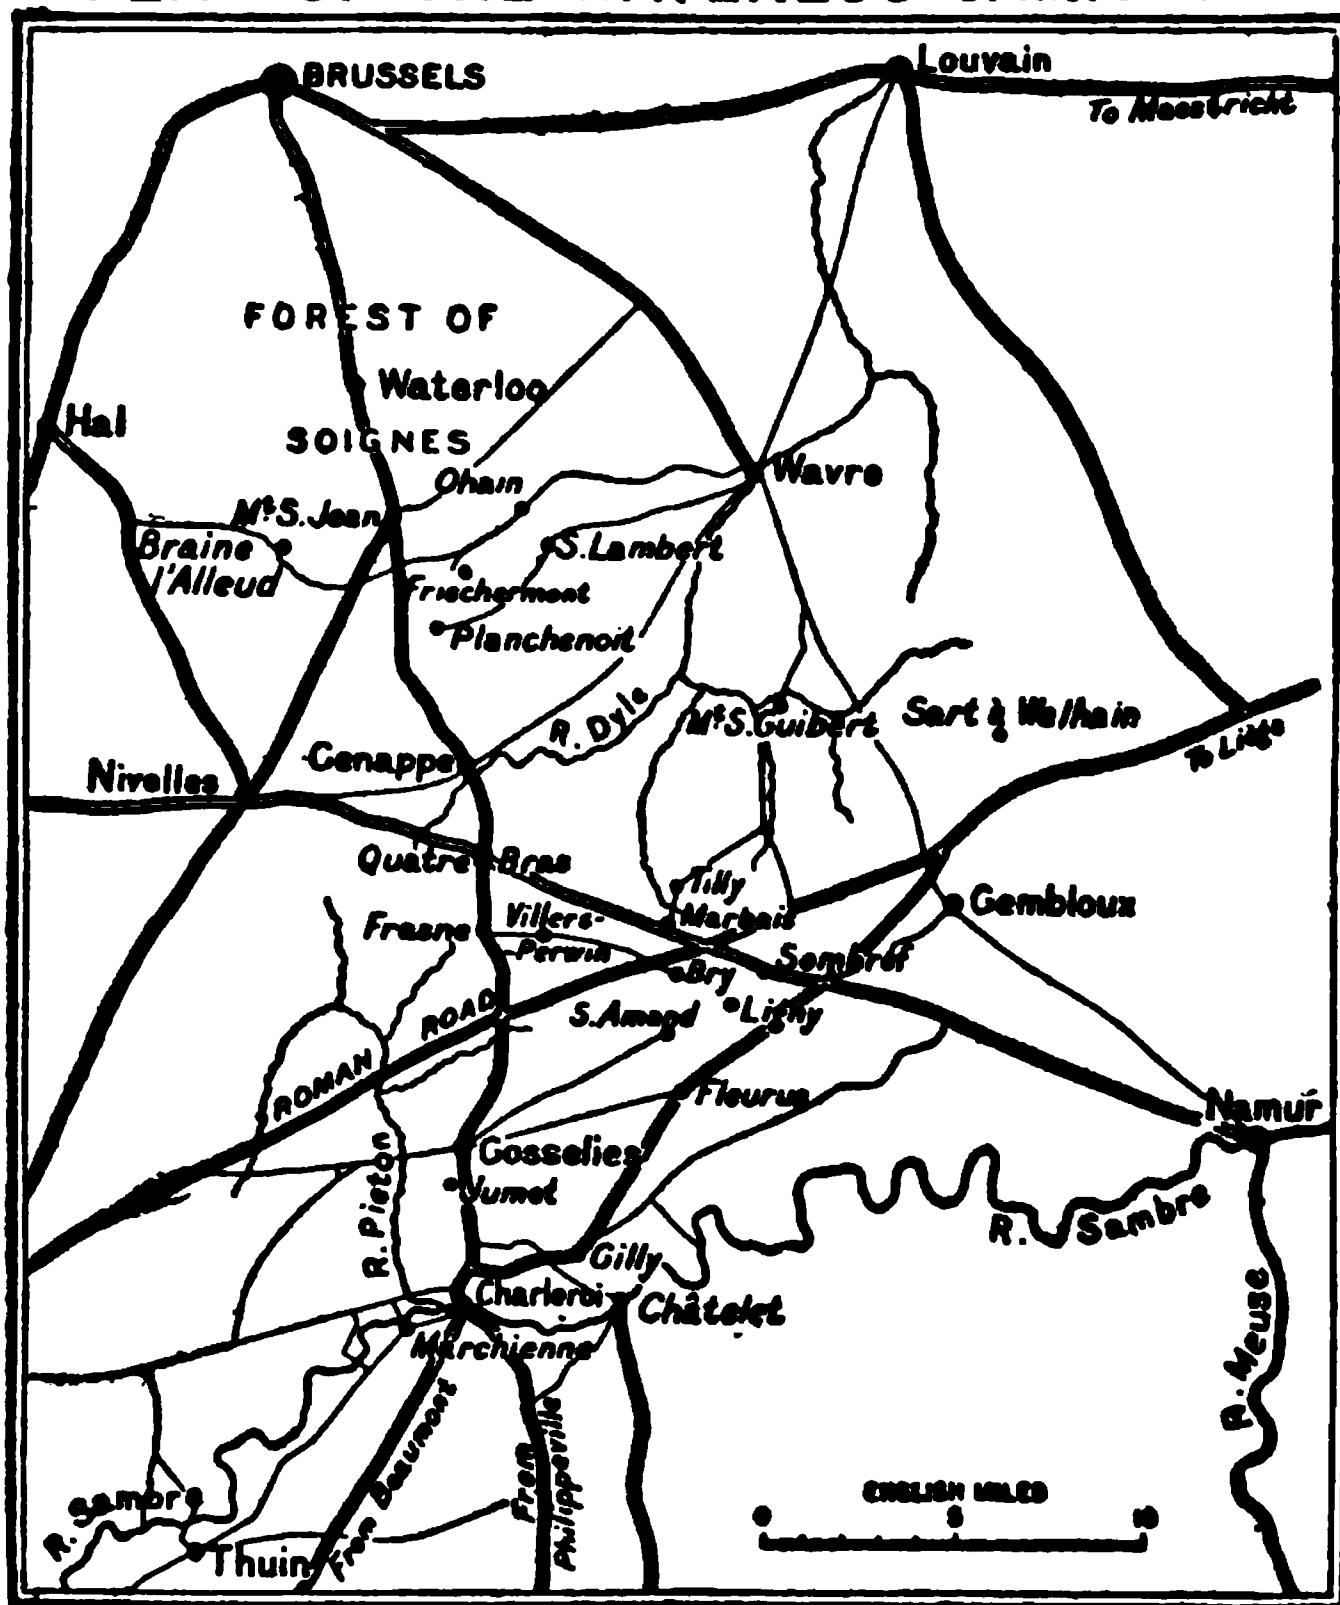 BRUSSELS
Louvain
To Maestricht
FOREST OF
Waterloo
Hal
SOIGNES
Ohain
Wavre
Mt S. Jean
Braine
l'Alleud
S. Lambert
Frischermont
Planchenoit
R. Dyle
Mt S. Guibert
Sart à Walhain
To Liège
Genappe
Nivelles
Quatre Bras
Tilly
Gembloux
Marbais
Frasne
Villers-
Perwin
Sombref
Bry
S. Amand
Ligny
ROMAN ROAD
Fleurus
Namur
Gosselies
Jumet
R. Pieton
R. Sambre
Gilly
Charleroi
Châtelet
Marchienne
R. Meuse
From Beaumont
From
Philippeville
ENGLISH MILES
0 5 10
R. Sambre
Thuin